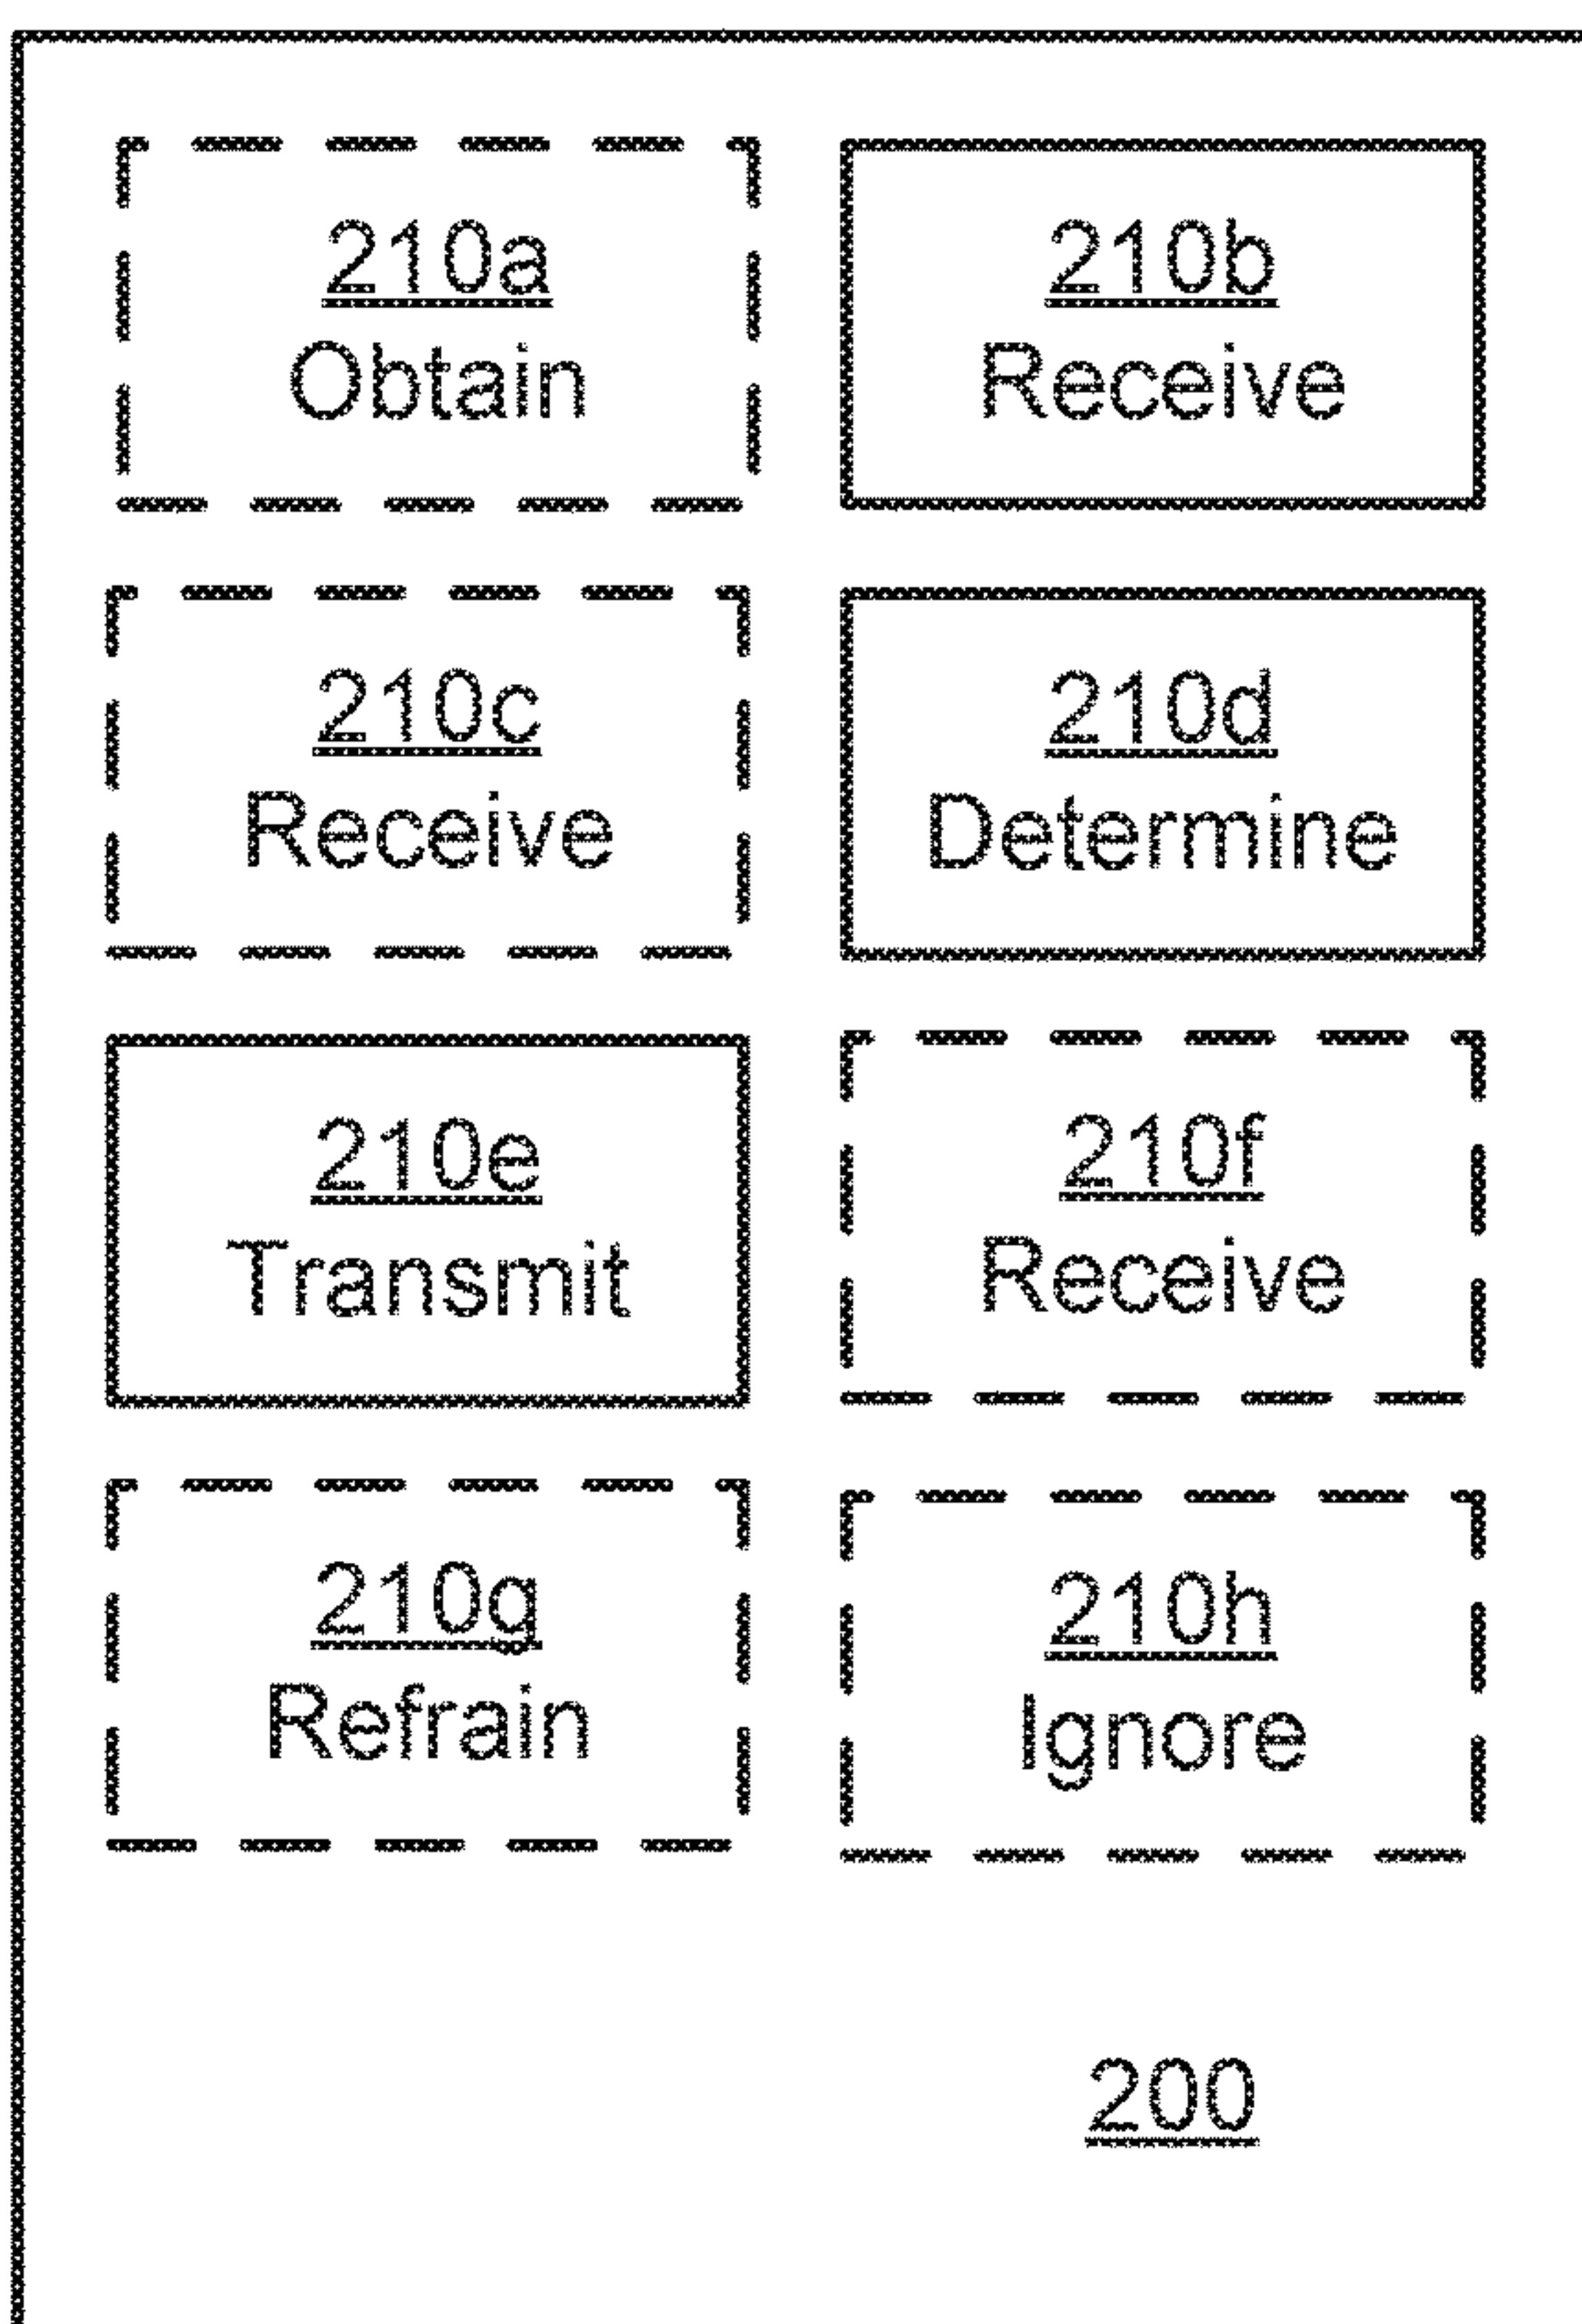 210a
Obtain
210b
Receive
210c
Receive
210d
Determine
210e
Transmit
210f
Receive
210g
Refrain
210h
Ignore
200